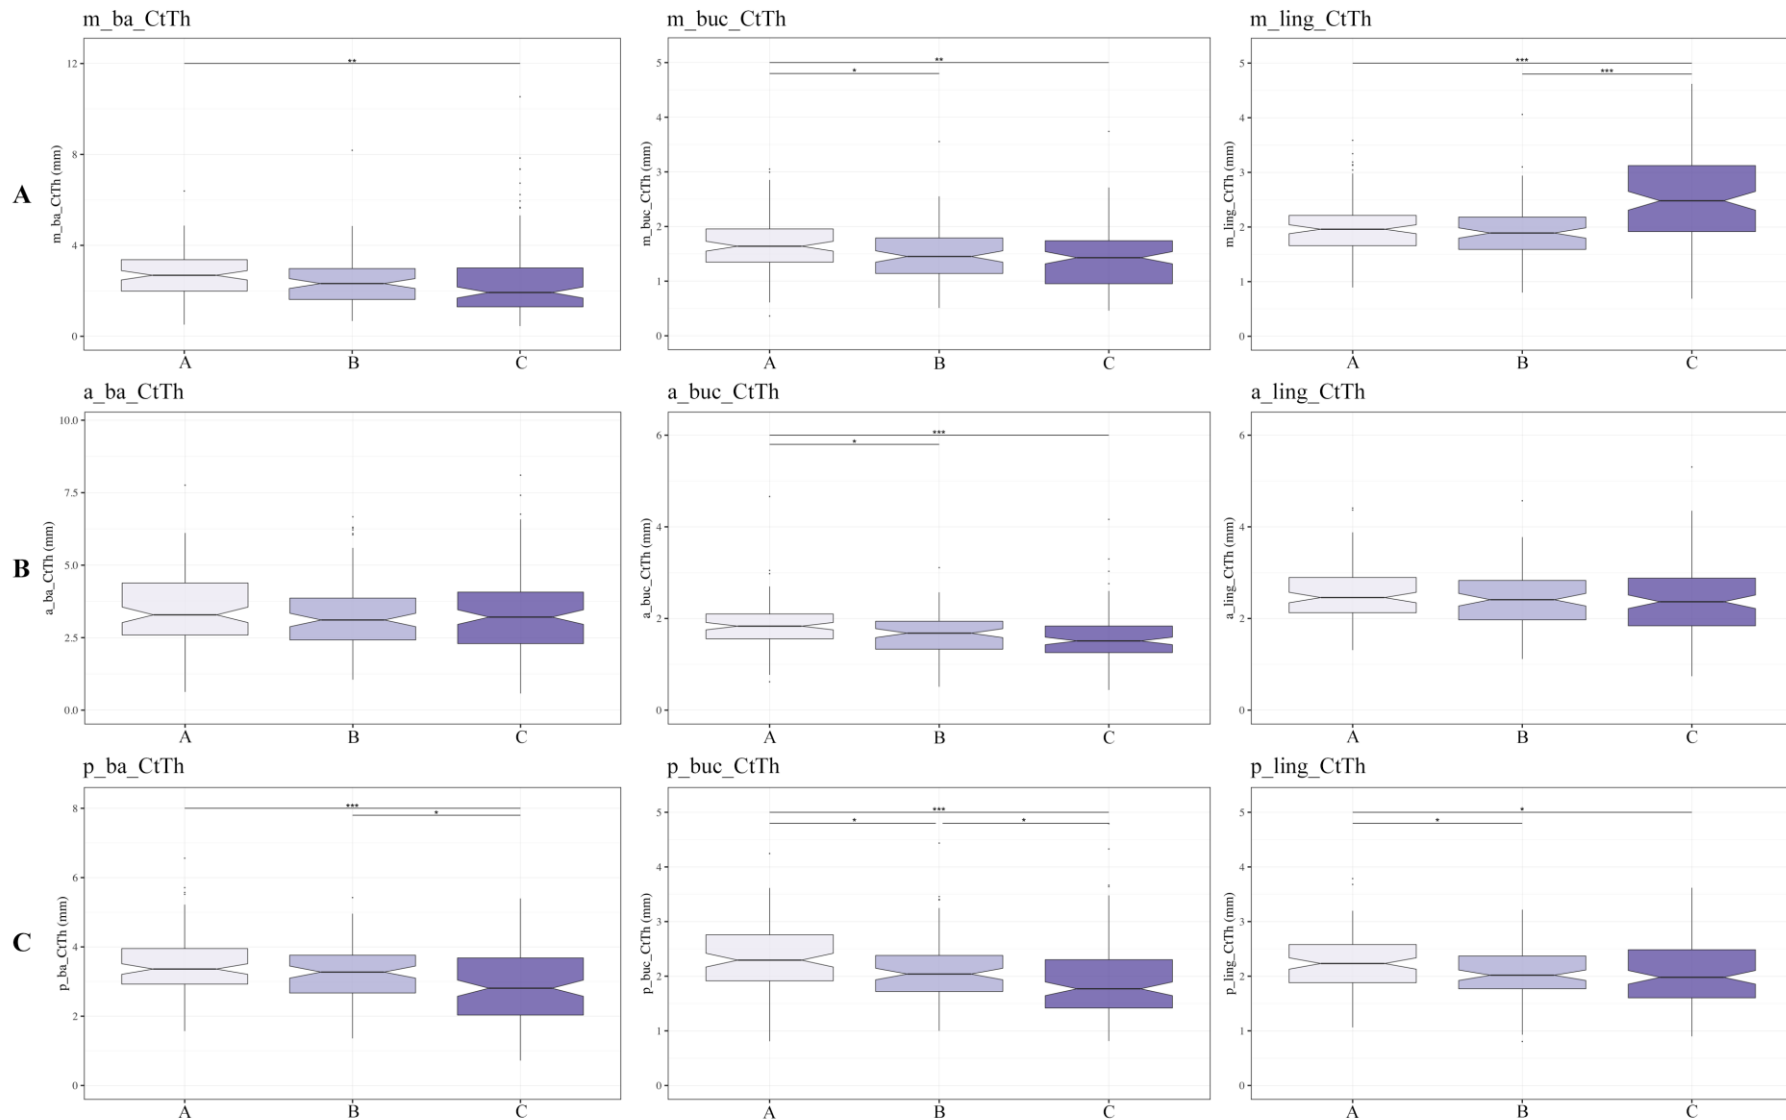 m_ba_CtTh
m_buc_CtTh
m_ling_CtTh
A
m_ba_CtTh (mm)
12
8
4
0
**
A
B
C
m_buc_CtTh (mm)
5
4
3
2
1
0
**
*
A
B
C
m_ling_CtTh (mm)
5
4
3
2
1
0
***
***
A
B
C
a_ba_CtTh
a_buc_CtTh
a_ling_CtTh
B
a_ba_CtTh (mm)
10.0
7.5
5.0
2.5
0.0
A
B
C
a_buc_CtTh (mm)
6
4
2
0
***
*
A
B
C
a_ling_CtTh (mm)
6
4
2
0
A
B
C
p_ba_CtTh
p_buc_CtTh
p_ling_CtTh
C
p_ba_CtTh (mm)
8
6
4
2
0
***
*
A
B
C
p_buc_CtTh (mm)
5
4
3
2
1
0
***
*
*
A
B
C
p_ling_CtTh (mm)
5
4
3
2
1
0
*
*
A
B
C